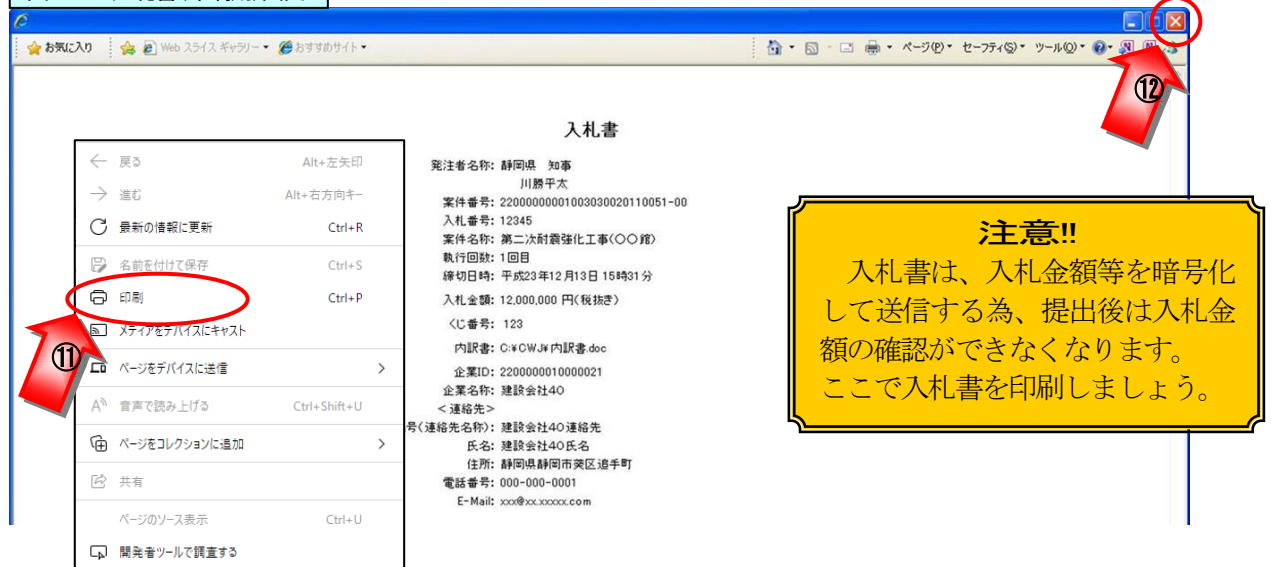 お気に入り Web スライス ギャラリー おすすめサイト ページ(P) セーフティ(S) ツール(O)
⑫
入札書
戻る Alt+左矢印
進む Alt+右方向キー
最新の情報に更新 Ctrl+R
名前を付けて保存 Ctrl+S
印刷 Ctrl+P
メディアをデバイスにキャスト
⑪
ページをデバイスに送信
音声で読み上げる Ctrl+Shift+U
ページをコレクションに追加
共有
ページのソース表示 Ctrl+U
開発者ツールで調査する
発注者名称: 静岡県 知事
川勝平太
案件番号: 22000000001003030020110051-00
入札番号: 12345
案件名称: 第二次耐震強化工事(〇〇館)
執行回数: 1回目
締切日時: 平成23年12月13日 15時31分
入札金額: 12,000,000 円(税抜き)
くじ番号: 123
内訳書: C:¥CWJ¥内訳書.doc
企業ID: 2200000010000021
企業名称: 建設会社40
<連絡先>
号(連絡先名称): 建設会社40連絡先
氏名: 建設会社40氏名
住所: 静岡県静岡市葵区追手町
電話番号: 000-000-0001
E-Mail: xxx@xx.xxxxx.com
注意!!
入札書は、入札金額等を暗号化
して送信する為、提出後は入札金
額の確認ができなくなります。
ここで入札書を印刷しましょう。